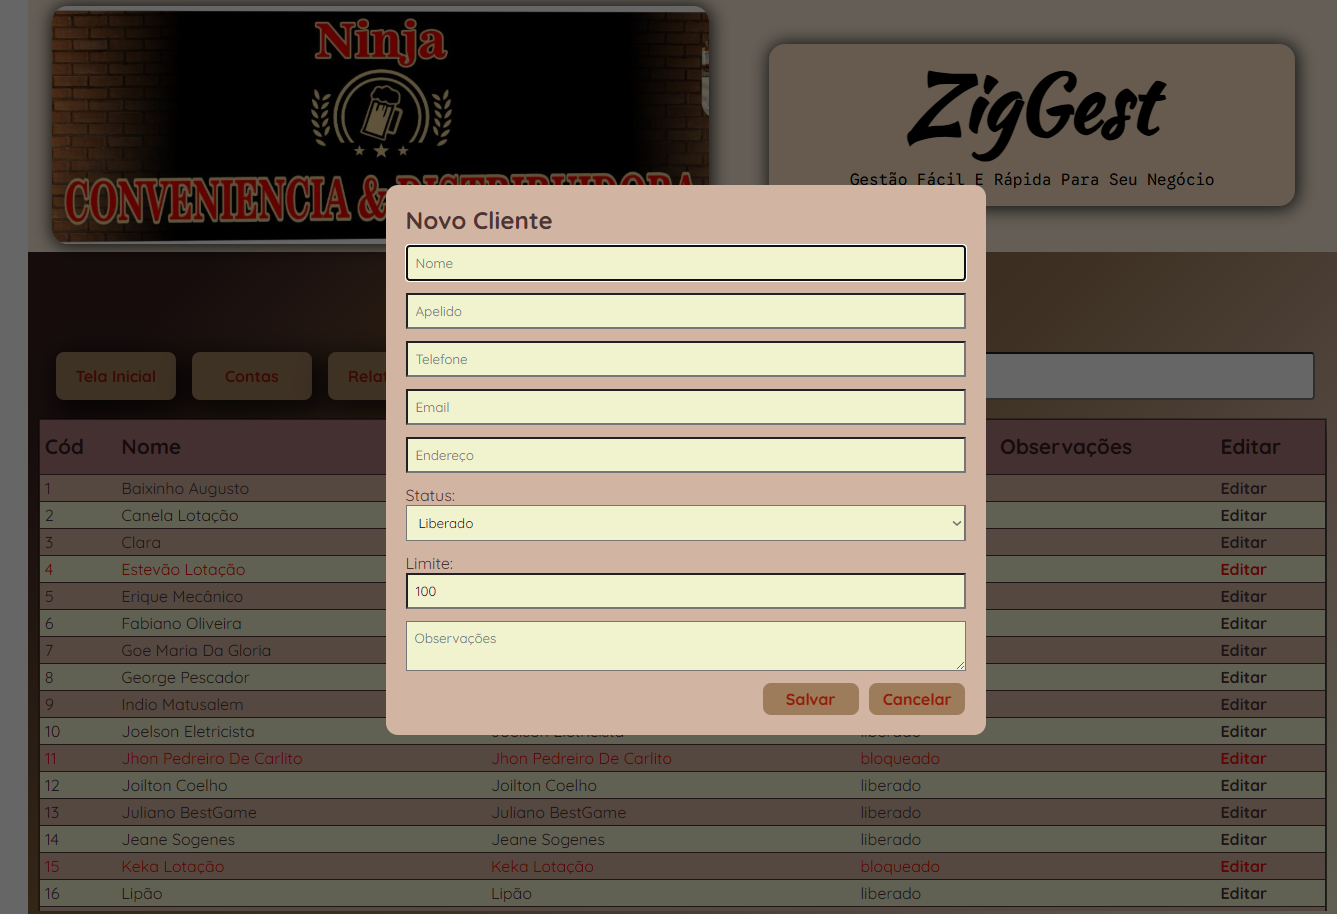 Ninja
CONVENIENCIA & DISTRIBUIDORA
ZigGest
Gestão Fácil E Rápida Para Seu Negócio
Novo Cliente
Nome
Apelido
Telefone
Email
Endereço
Status:
Liberado
Limite:
100
Observações
Salvar Cancelar
Tela Inicial Contas Relat
Cód Nome Observações Editar
1 Baixinho Augusto Editar
2 Canela Lotação Editar
3 Clara Editar
4 Estevão Lotação Editar
5 Erique Mecânico Editar
6 Fabiano Oliveira Editar
7 Goe Maria Da Gloria Editar
8 George Pescador Editar
9 Indio Matusalem Editar
10 Joelson Eletricista Joelson Eletricista liberado Editar
11 Jhon Pedreiro De Carlito Jhon Pedreiro De Carlito bloqueado Editar
12 Joilton Coelho Joilton Coelho liberado Editar
13 Juliano BestGame Juliano BestGame liberado Editar
14 Jeane Sogenes Jeane Sogenes liberado Editar
15 Keka Lotação Keka Lotação bloqueado Editar
16 Lipão Lipão liberado Editar